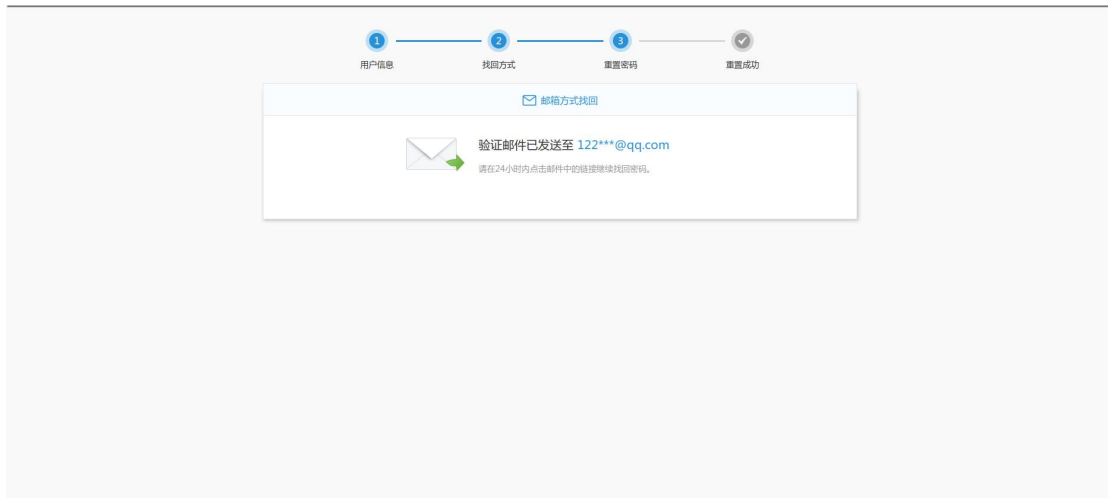 1
2
3
用户信息
找回方式
重置密码
重置成功
邮箱方式找回
验证邮件已发送至 122***@qq.com
请在24小时内点击邮件中的链接继续找回密码。